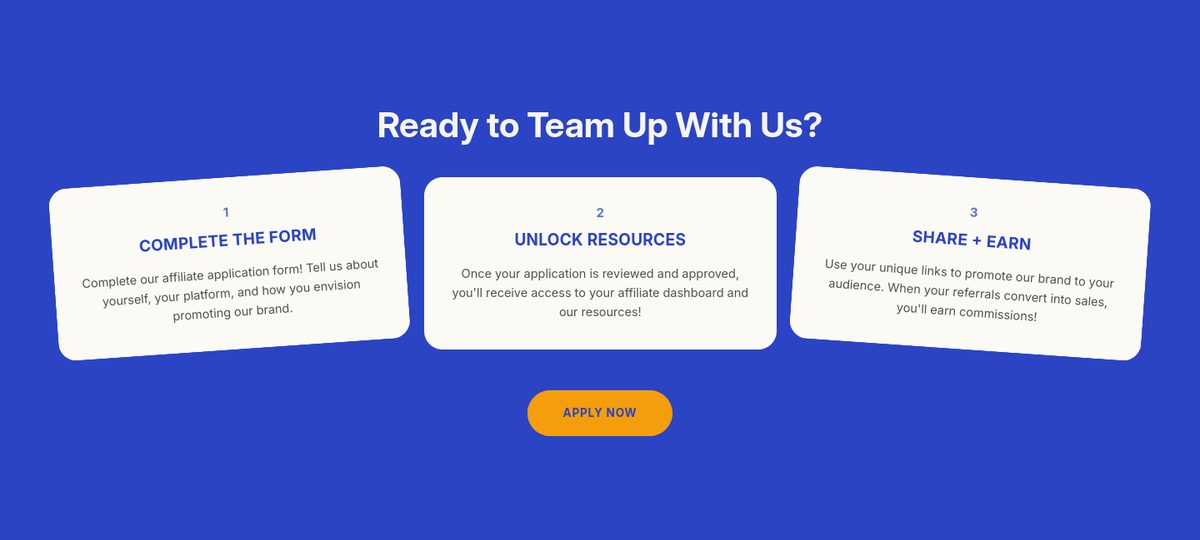 Ready to Team Up With Us?
1
COMPLETE THE FORM
Complete our affiliate application form! Tell us about
yourself, your platform, and how you envision
promoting our brand.
2
UNLOCK RESOURCES
Once your application is reviewed and approved,
you'll receive access to your affiliate dashboard and
our resources!
3
SHARE + EARN
Use your unique links to promote our brand to your
audience. When your referrals convert into sales,
you'll earn commissions!
APPLY NOW